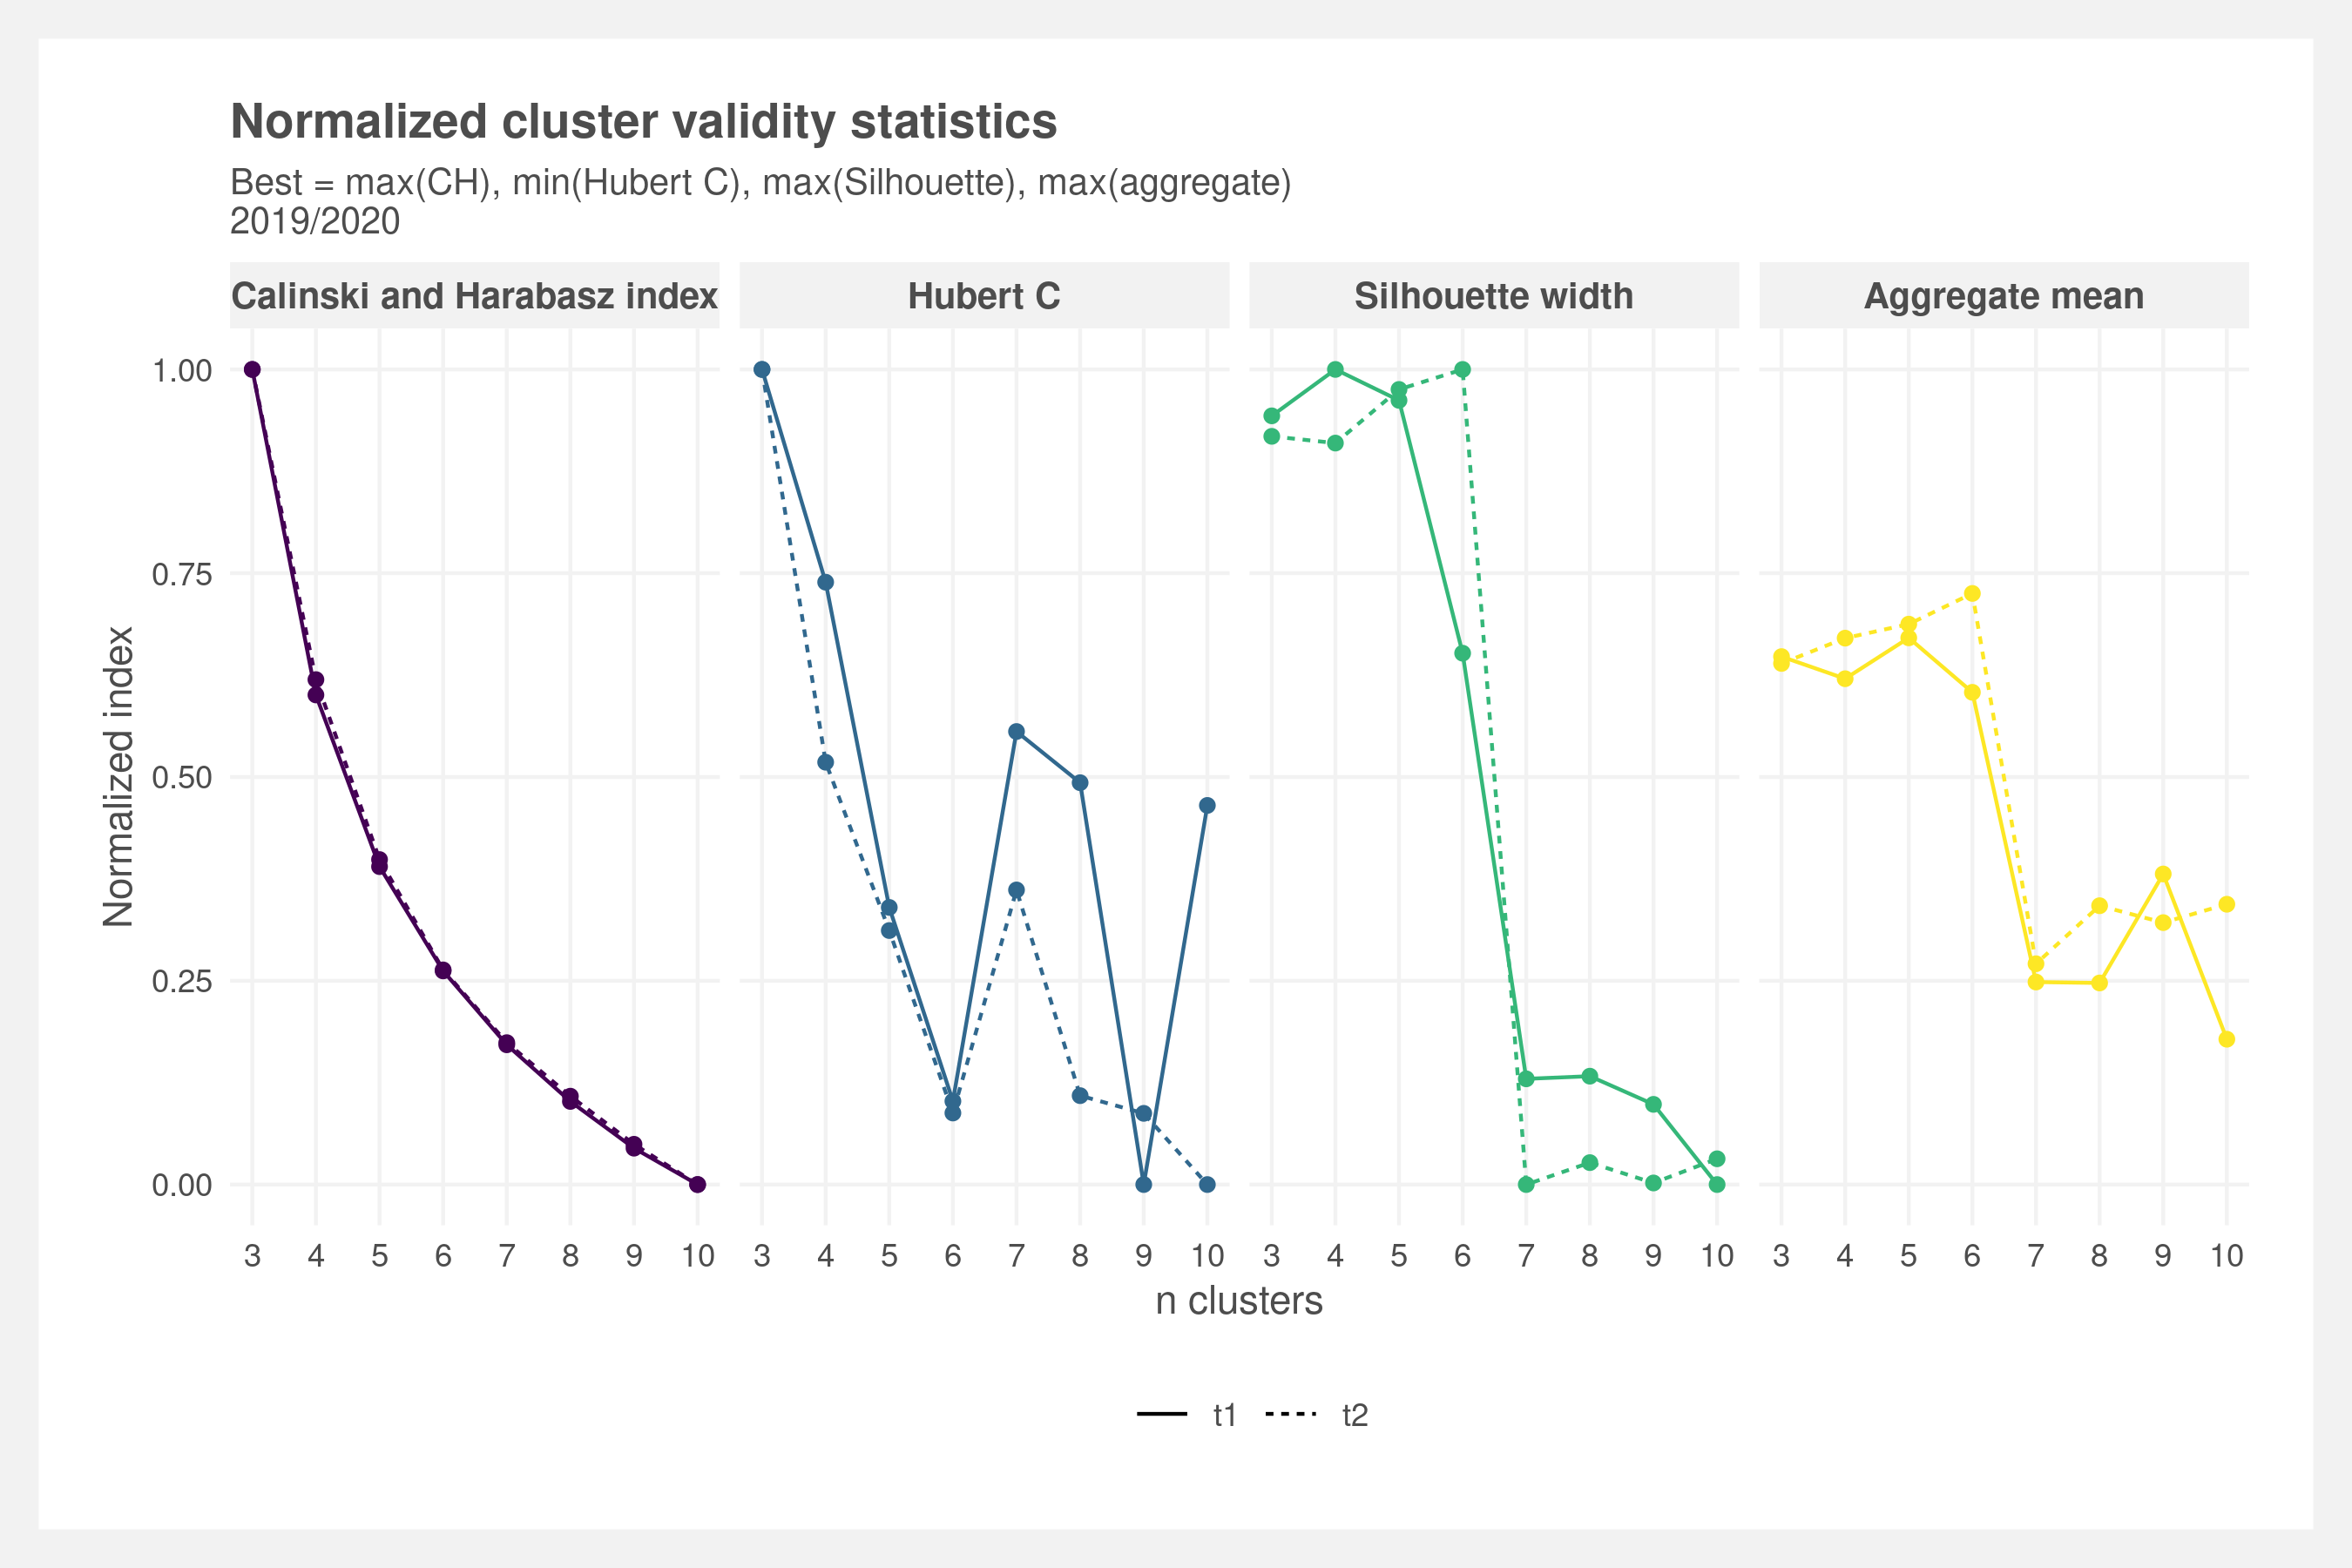 Normalized cluster validity statistics
Best = max(CH), min(Hubert C), max(Silhouette), max(aggregate)
2019/2020
Calinski and Harabasz index Hubert C Silhouette width Aggregate mean
Normalized index
1.00
0.75
0.50
0.25
0.00
3 4 5 6 7 8 9 10 3 4 5 6 7 8 9 10 3 4 5 6 7 8 9 10 3 4 5 6 7 8 9 10
n clusters
t1 t2